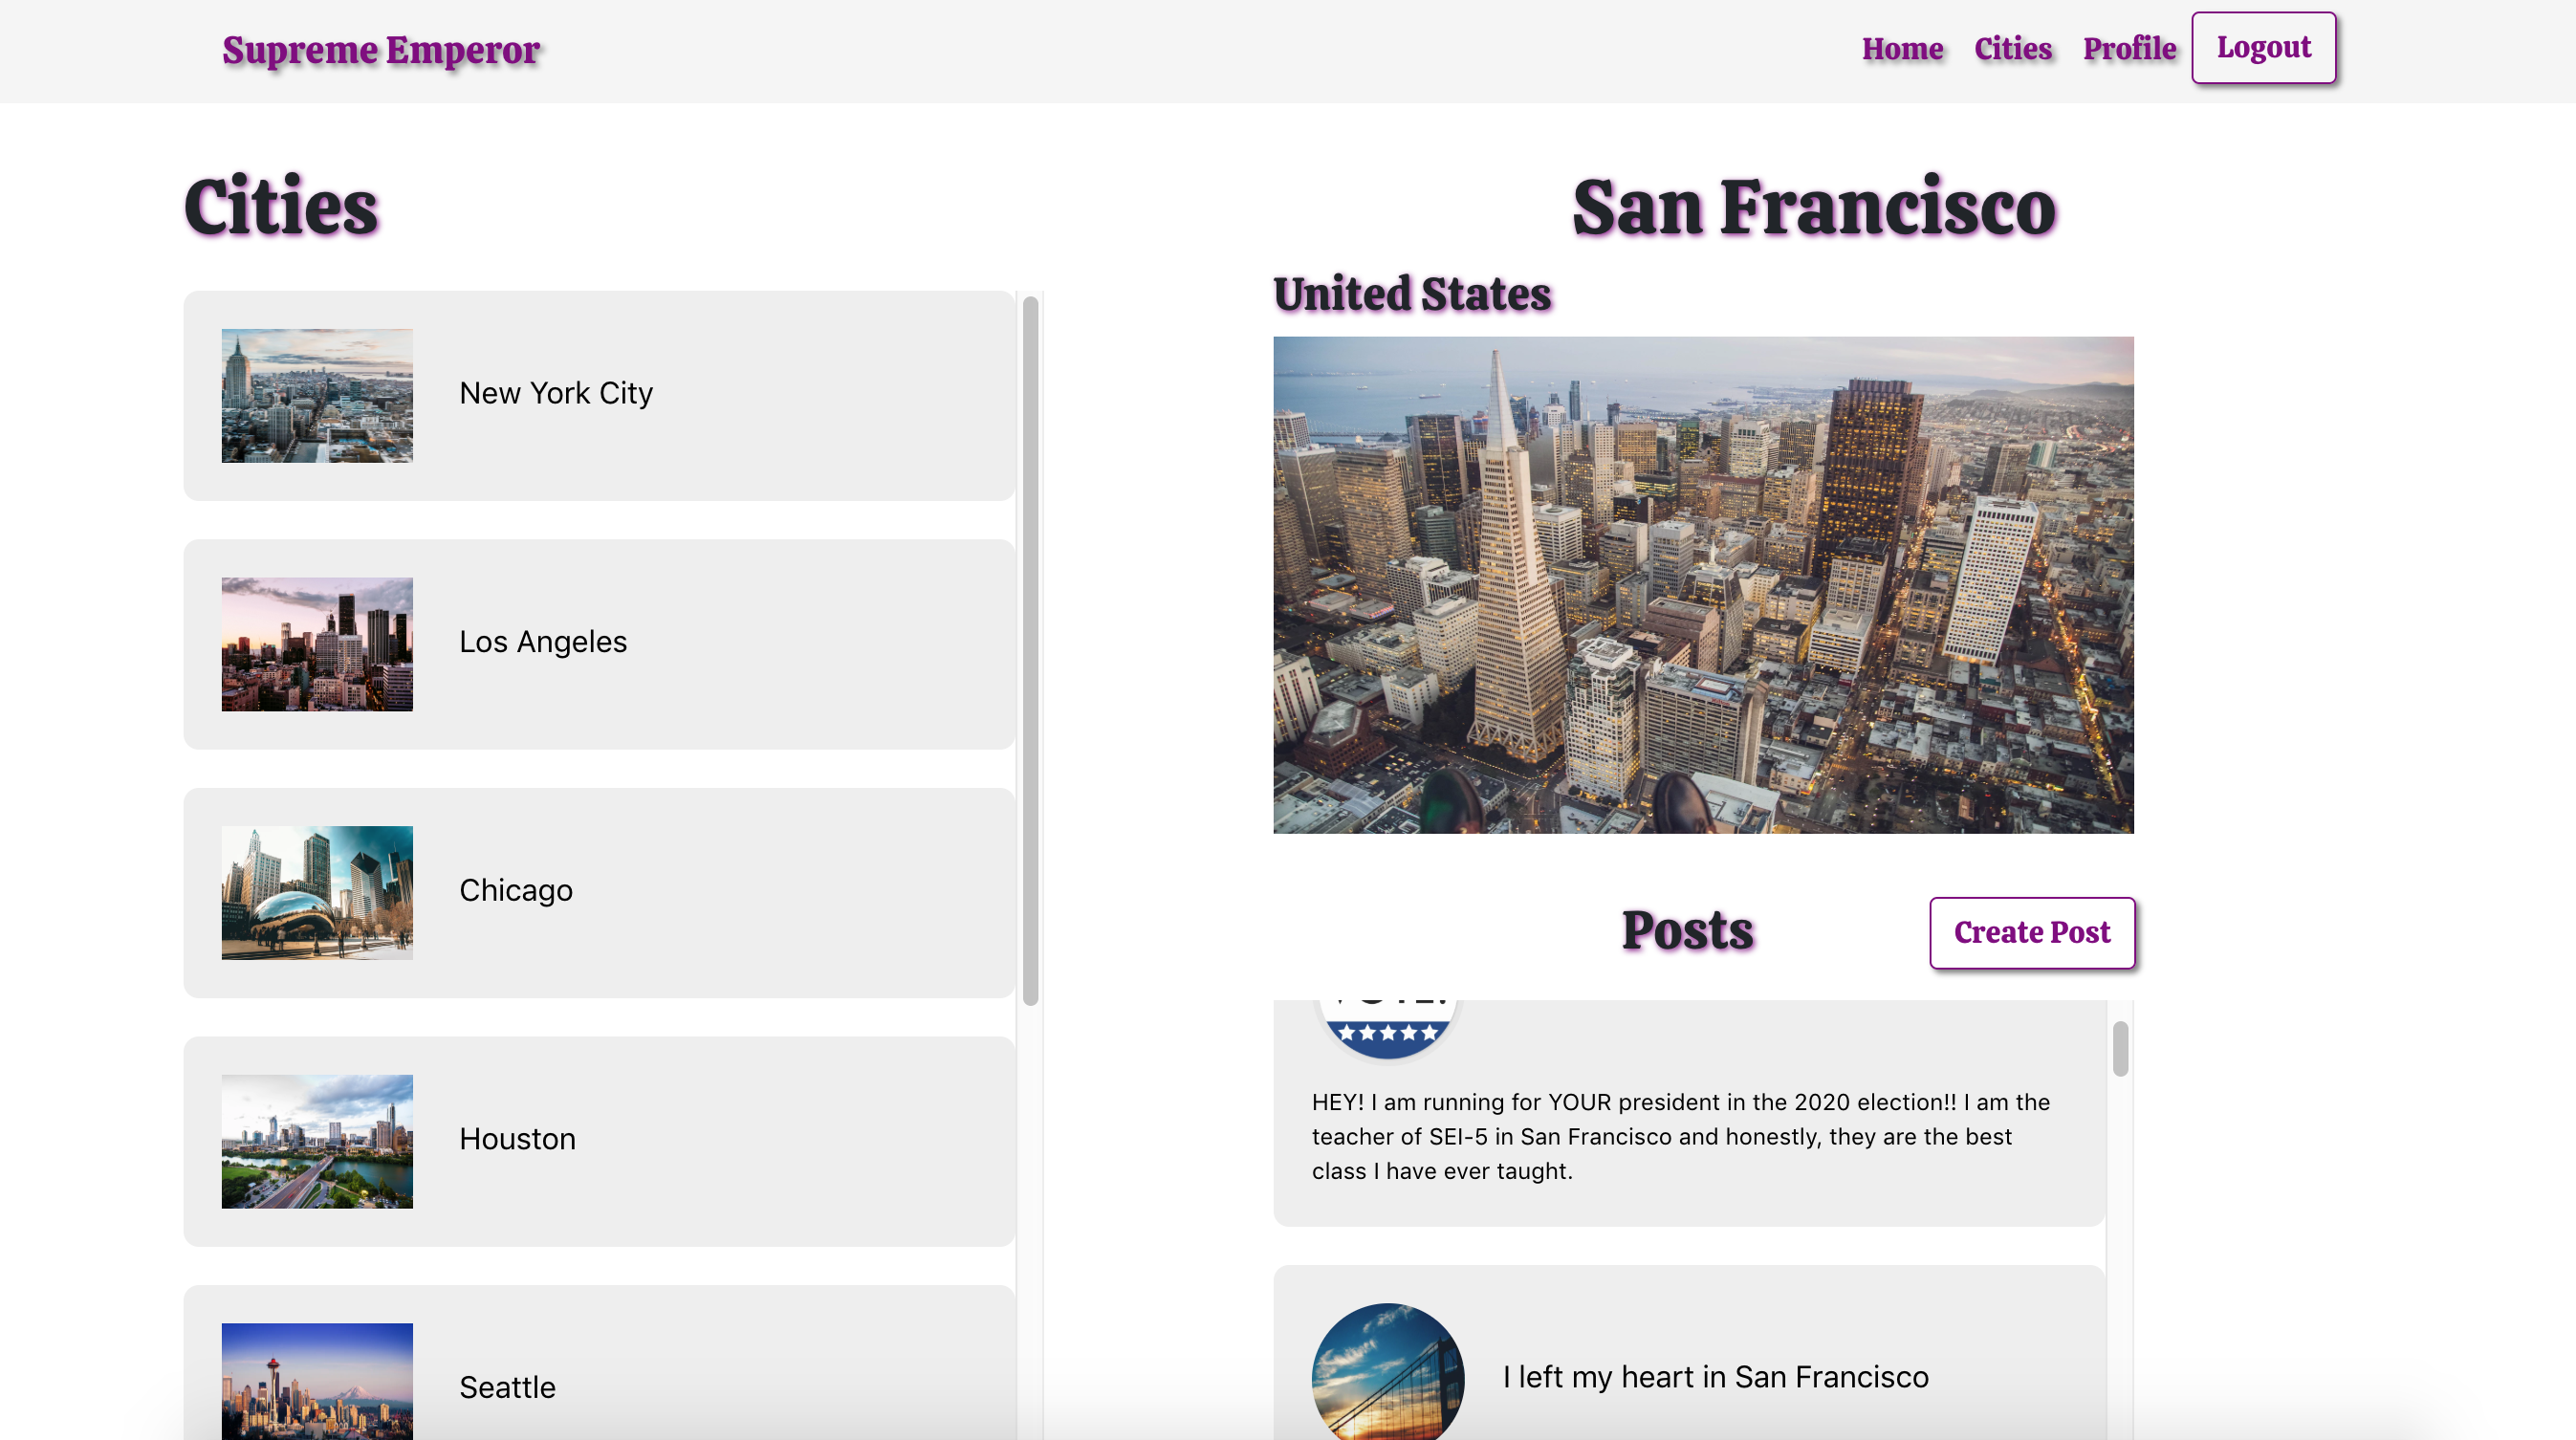 Supreme Emperor
Home Cities Profile Logout
Cities
New York City
Los Angeles
Chicago
Houston
Seattle
San Francisco
United States
Posts
Create Post
HEY! I am running for YOUR president in the 2020 election!! I am the
teacher of SEI-5 in San Francisco and honestly, they are the best
class I have ever taught.
I left my heart in San Francisco